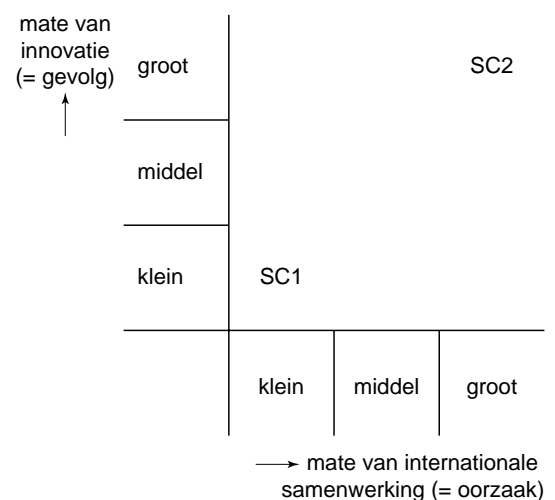 mate van
innovatie
(= gevolg)
groot
SC2
middel
klein
SC1
klein
middel
groot
mate van internationale
samenwerking (= oorzaak)